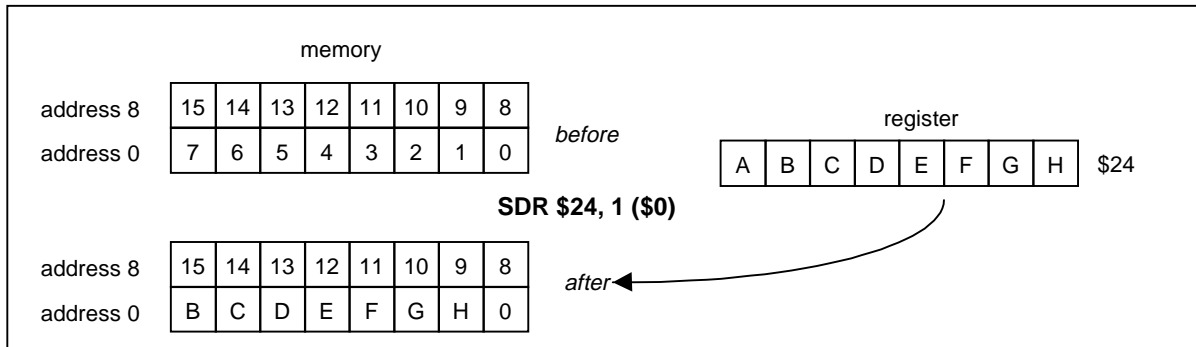 memory
address 8 15 14 13 12 11 10 9 8
before
register
address 0 7 6 5 4 3 2 1 0
A B C D E F G H $24
SDR $24, 1 ($0)
address 8 15 14 13 12 11 10 9 8
after
address 0 B C D E F G H 0